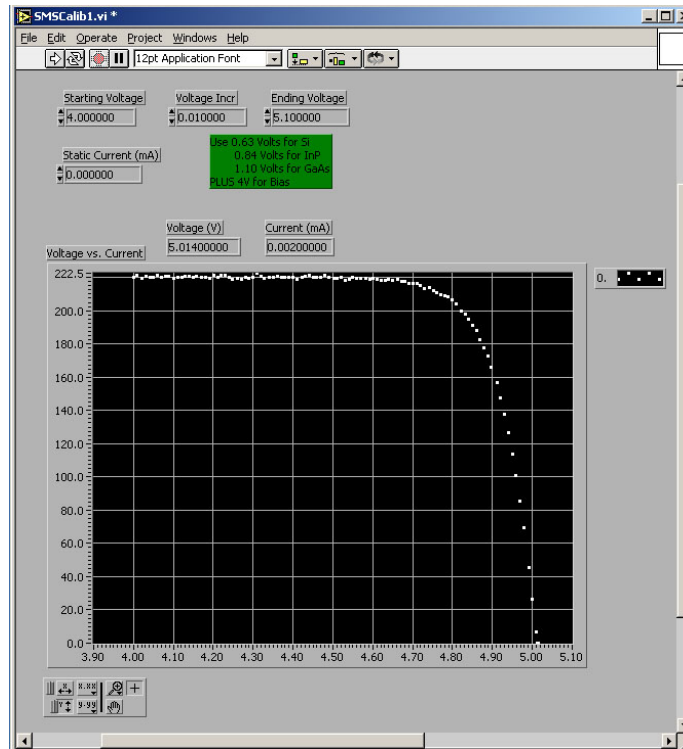 SMSCalib1.vi *
File Edit Operate Project Windows Help
12pt Application Font
Starting Voltage Voltage Incr Ending Voltage
4.000000 0.010000 5.100000
Static Current (mA)
0.000000
Use 0.63 Volts for Si
0.84 Volts for InP
1.10 Volts for GaAs
PLUS 4V for Bias
Voltage (V) Current (mA)
5.01400000 0.00200000
Voltage vs. Current
222.5
200.0
180.0
160.0
140.0
120.0
100.0
80.0
60.0
40.0
20.0
0.0
3.90 4.00 4.10 4.20 4.30 4.40 4.50 4.60 4.70 4.80 4.90 5.00 5.10
0.
X X.XX
Y Y.YY